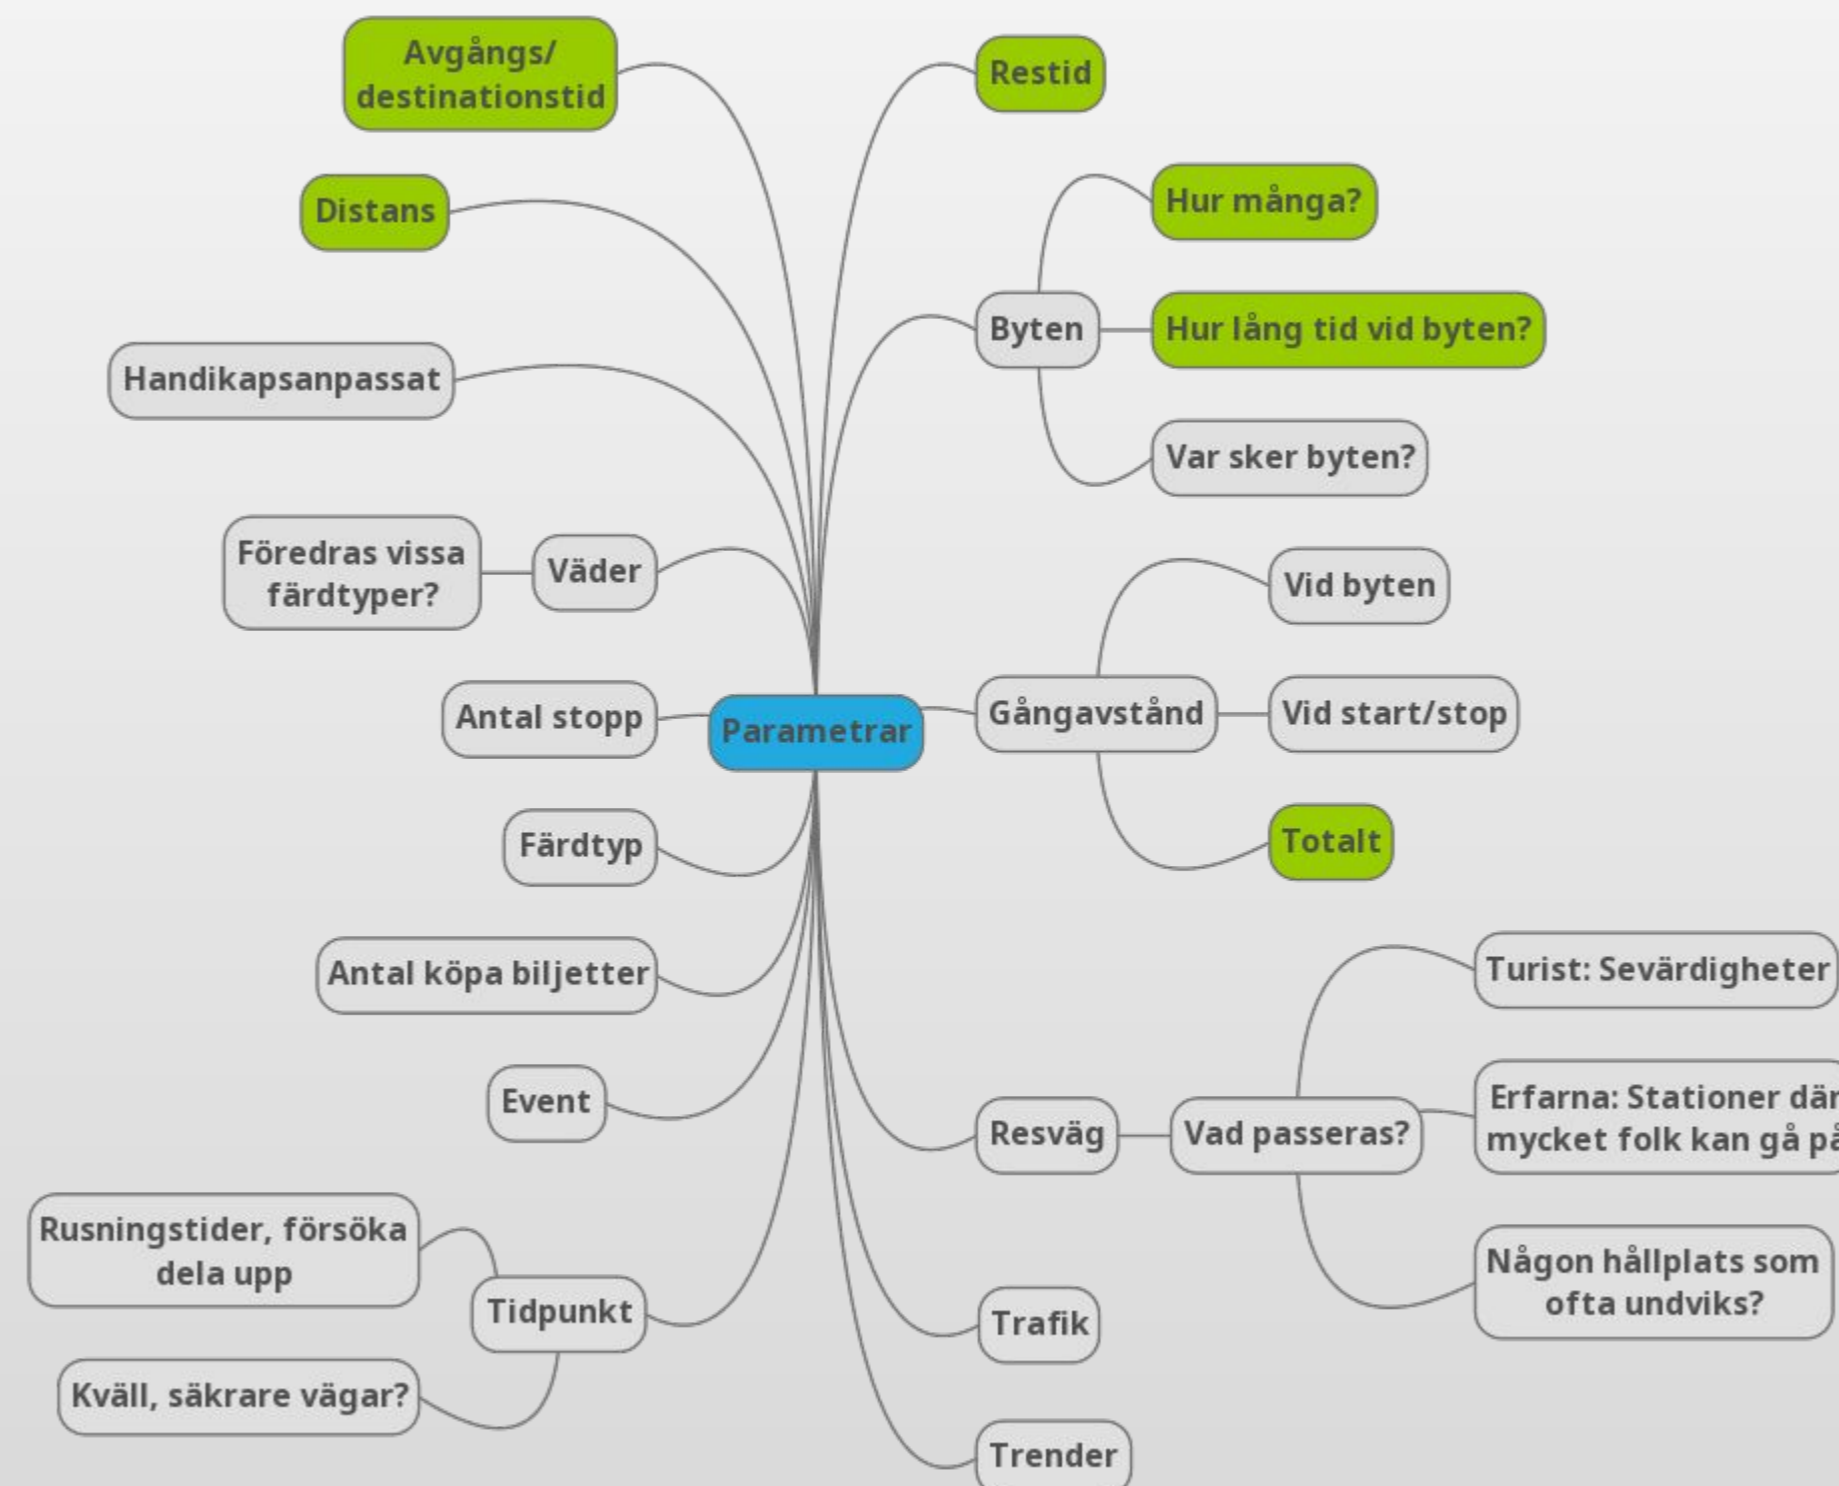 Avgångs/
destinationstid
Distans
Handikapsanpassat
Föredras vissa
färdtyper?
Väder
Antal stopp
Färdtyp
Antal köpa biljetter
Event
Rusningstider, försöka
dela upp
Tidpunkt
Kväll, säkrare vägar?
Parametrar
Restid
Byten
Hur många?
Hur lång tid vid byten?
Var sker byten?
Gångavstånd
Vid byten
Vid start/stop
Totalt
Resväg
Vad passeras?
Turist: Sevärdigheter
Erfarna: Stationer där
mycket folk kan gå på
Någon hållplats som
ofta undviks?
Trafik
Trender